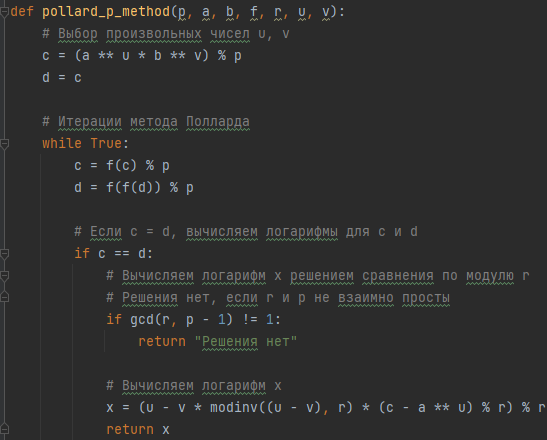 def pollard_p_method(p, a, b, f, r, u, v):
# Выбор произвольных чисел u, v
c = (a ** u * b ** v) % p
d = c
# Итерации метода Полларда
while True:
c = f(c) % p
d = f(f(d)) % p
# Если c = d, вычисляем логарифмы для c и d
if c == d:
# Вычисляем логарифм x решением сравнения по модулю r
# Решения нет, если r и p не взаимно просты
if gcd(r, p - 1) != 1:
return "Решения нет"
# Вычисляем логарифм x
x = (u - v * modinv((u - v), r) * (c - a ** u) % r) % r
return x